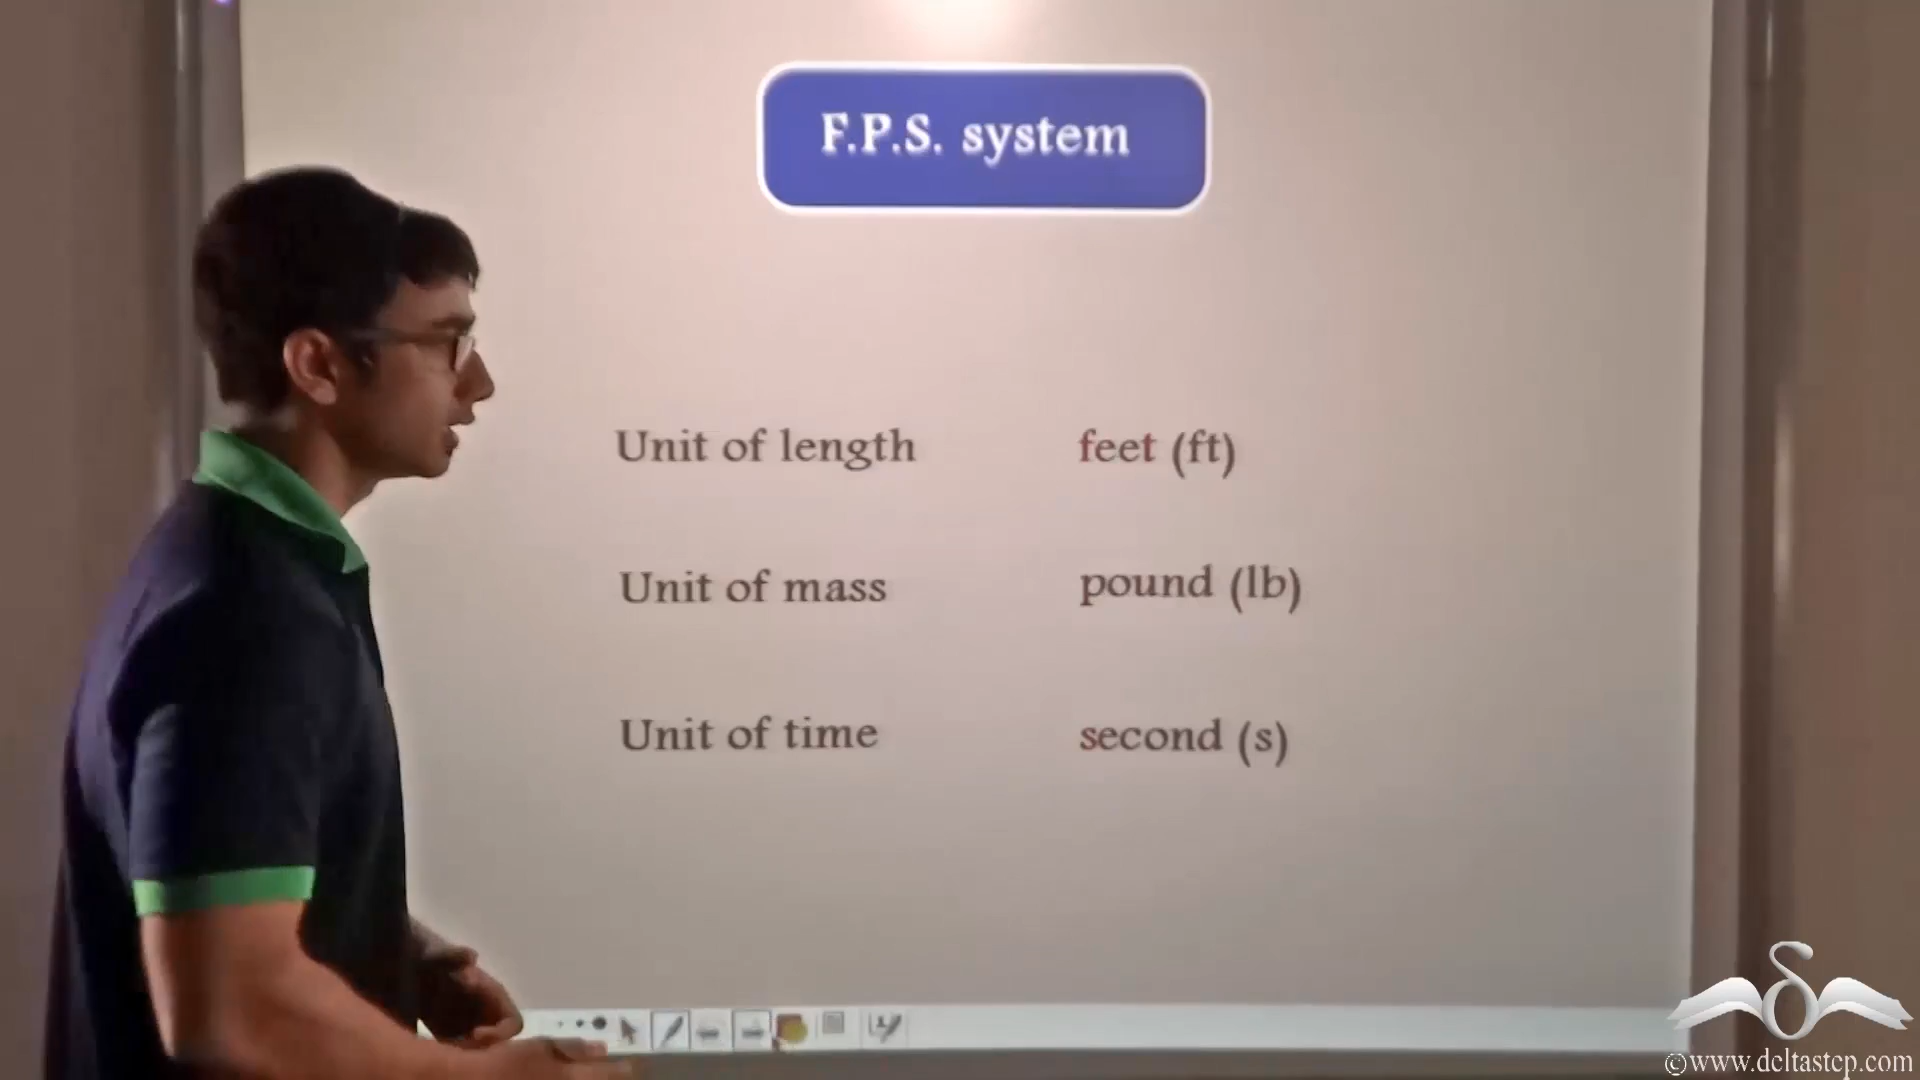 F.P.S. system
Unit of length feet (ft)
Unit of mass pound (lb)
Unit of time second (s)
©www.deltastep.com